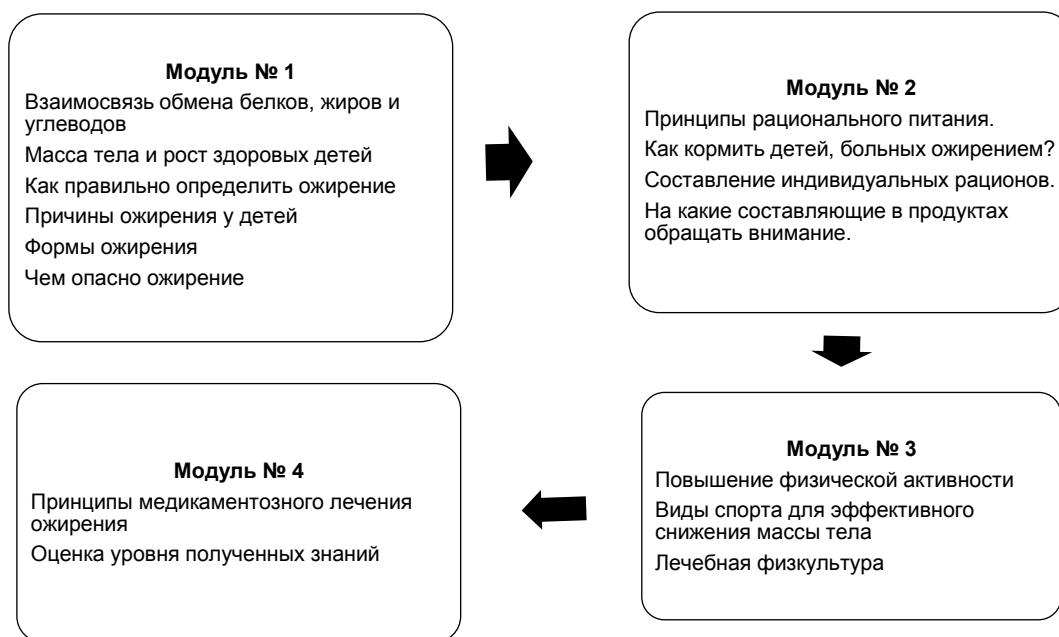 Модуль № 1
Взаимосвязь обмена белков, жиров и
углеводов
Масса тела и рост здоровых детей
Как правильно определить ожирение
Причины ожирения у детей
Формы ожирения
Чем опасно ожирение
Модуль № 2
Принципы рационального питания.
Как кормить детей, больных ожирением?
Составление индивидуальных рационов.
На какие составляющие в продуктах
обращать внимание.
Модуль № 3
Повышение физической активности
Виды спорта для эффективного
снижения массы тела
Лечебная физкультура
Модуль № 4
Принципы медикаментозного лечения
ожирения
Оценка уровня полученных знаний